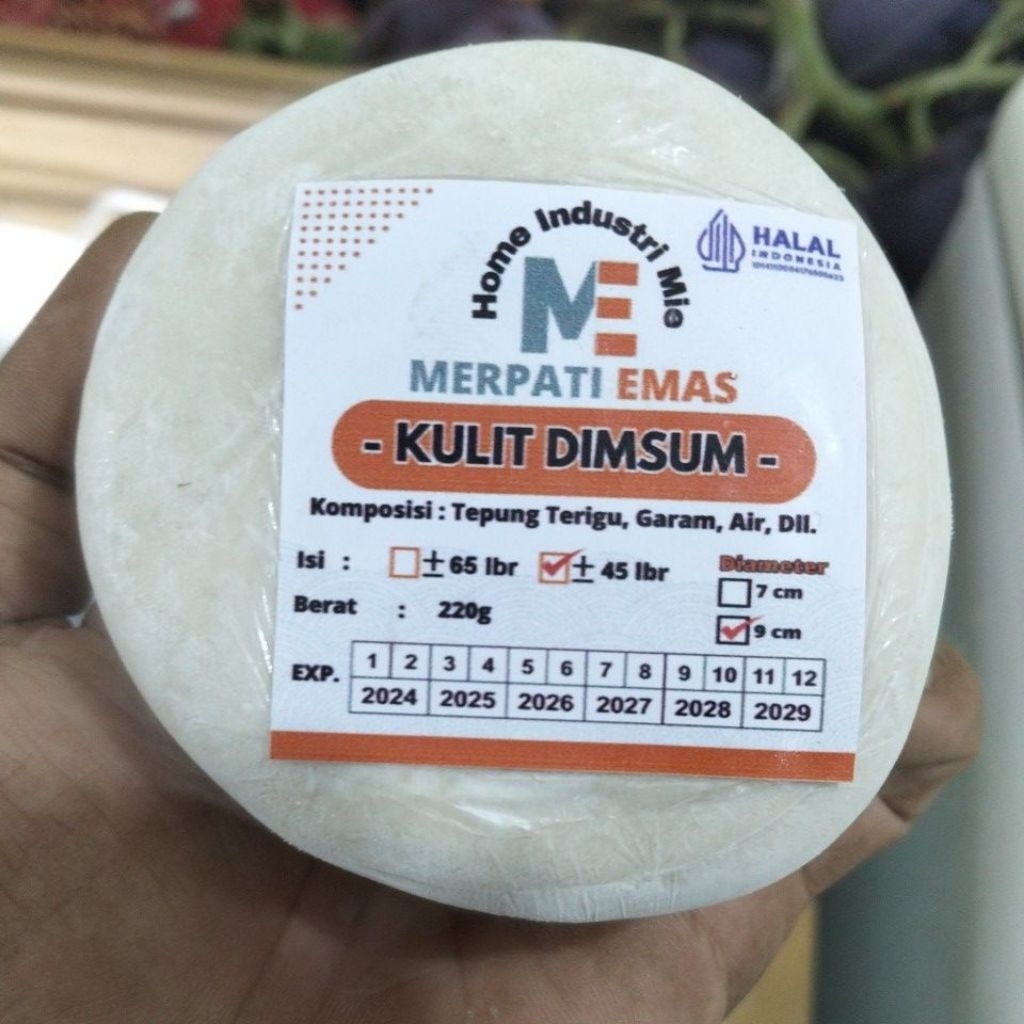 Home Industri Mie
HALAL
INDONESIA
ME
MERPATI EMAS
- KULIT DIMSUM -
Komposisi : Tepung Terigu, Garam, Air, Dll.
Isi : ± 65 lbr ± 45 lbr
Diameter
7 cm
Berat : 220g
9 cm
EXP. 1 2 3 4 5 6 7 8 9 10 11 12
2024 2025 2026 2027 2028 2029